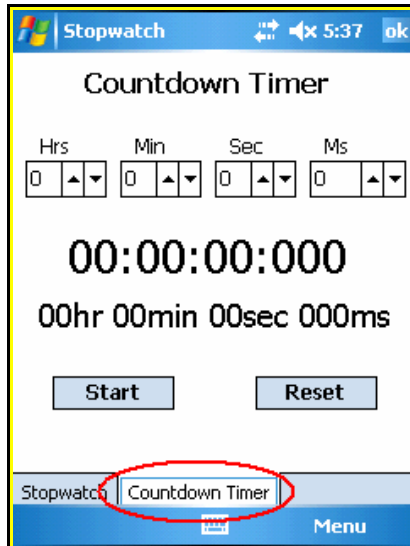 Stopwatch 5:37 ok
Countdown Timer
Hrs Min Sec Ms
0 0 0 0
00:00:00:000
00hr 00min 00sec 000ms
Start Reset
Stopwatch Countdown Timer
Menu